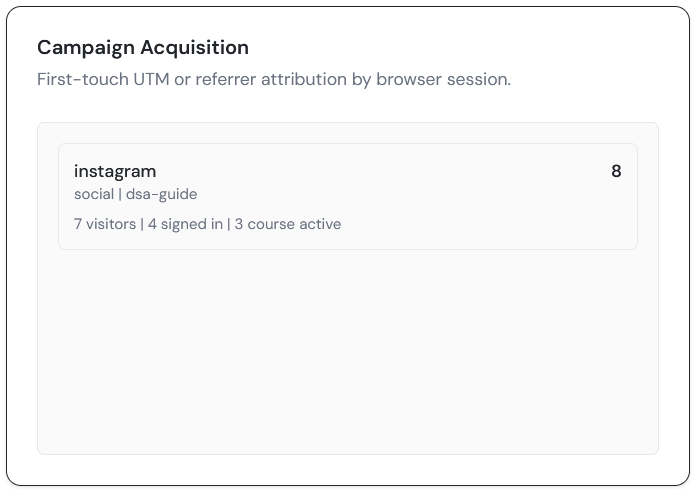 Campaign Acquisition
First-touch UTM or referrer attribution by browser session.
instagram 8
social | dsa-guide
7 visitors | 4 signed in | 3 course active